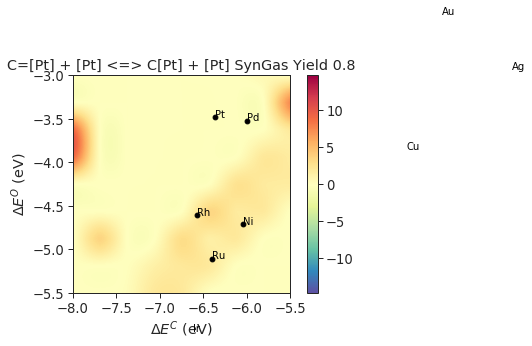 Au
Ag
C=[Pt] + [Pt] <=> C[Pt] + [Pt] SynGas Yield 0.8
−3.0
−3.5
−4.0
−4.5
−5.0
−5.5
ΔE^O (eV)
Pt
Pd
Cu
Rh
Ni
Ru
10
5
0
−5
−10
−8.0 −7.5 −7.0 −6.5 −6.0 −5.5
ΔE^C (eV)